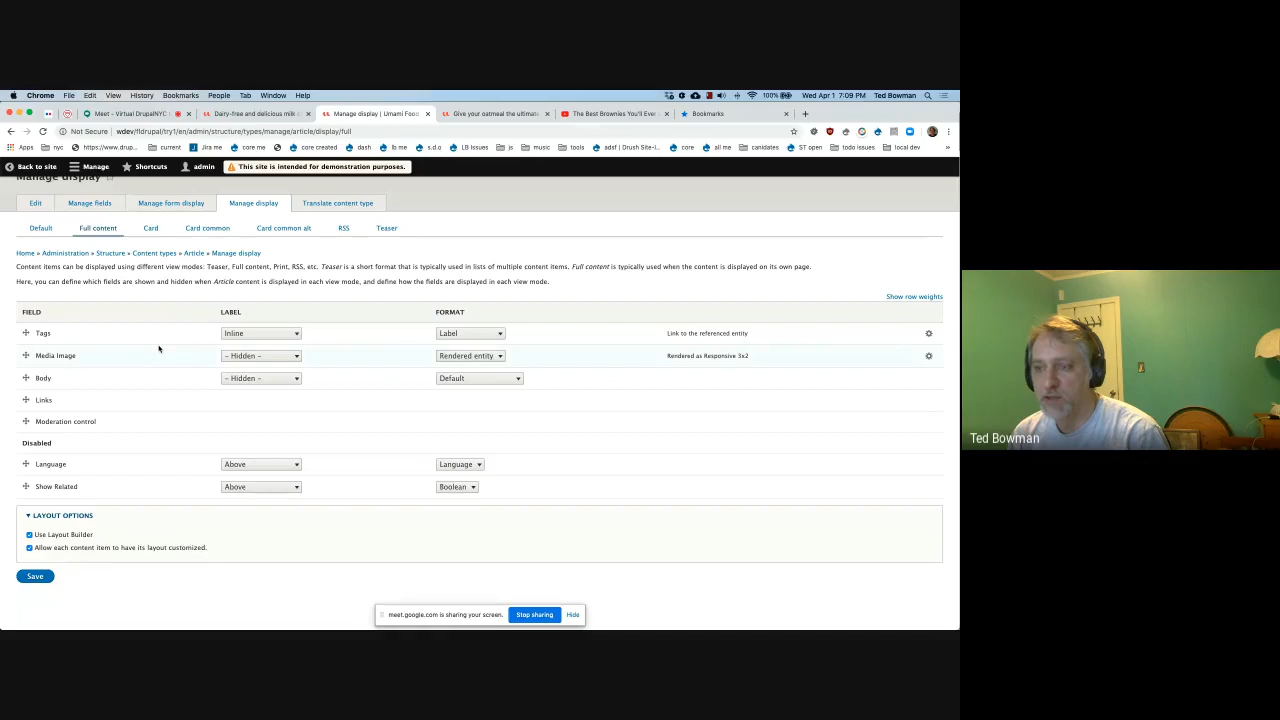 Chrome File Edit View History Bookmarks People Tab Window Help 100% Wed Apr 1 7:09 PM Ted Bowman
Meet – Virtual DrupalNYC Dairy-free and delicious milk c Manage display | Umami Food Give your oatmeal the ultimate The Best Brownies You'll Ever Bookmarks
Not Secure wdev/fldrupal/try1/en/admin/structure/types/manage/article/display/full
Apps nyc https://www.drup... current Jira me core me core created dash lb me s.d.o LB Issues js music tools adsf ( Drush Site-I... core all me canidates ST open todo issues local dev »
Back to site Manage Shortcuts admin This site is intended for demonstration purposes.
Manage display
Edit Manage fields Manage form display Manage display Translate content type
Default Full content Card Card common Card common alt RSS Teaser
Home » Administration » Structure » Content types » Article » Manage display
Content items can be displayed using different view modes: Teaser, Full content, Print, RSS, etc. Teaser is a short format that is typically used in lists of multiple content items. Full content is typically used when the content is displayed on its own page.
Here, you can define which fields are shown and hidden when Article content is displayed in each view mode, and define how the fields are displayed in each view mode.
Show row weights
FIELD LABEL FORMAT
Tags Inline Label Link to the referenced entity
Media Image - Hidden - Rendered entity Rendered as Responsive 3x2
Body - Hidden - Default
Links
Moderation control
Disabled
Language Above Language
Show Related Above Boolean
LAYOUT OPTIONS
Use Layout Builder
Allow each content item to have its layout customized.
Save
meet.google.com is sharing your screen. Stop sharing Hide
Ted Bowman